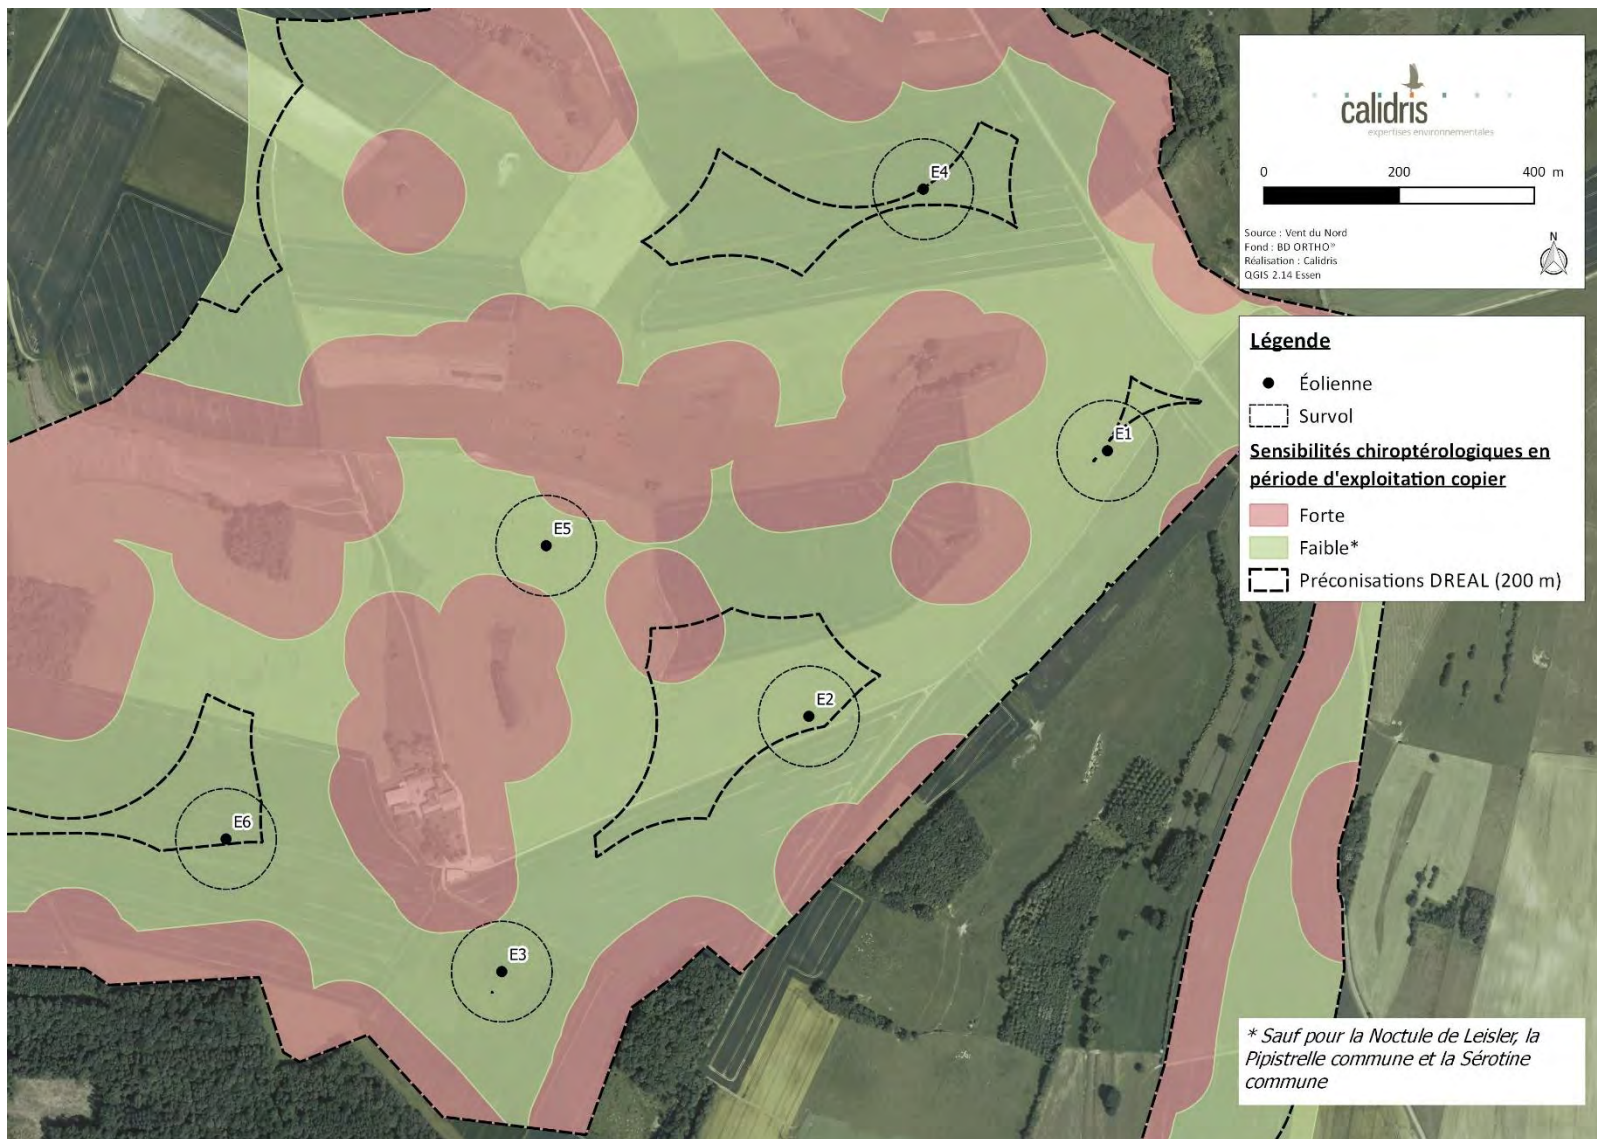 calidris
expertises environnementales
0 200 400 m
Source : Vent du Nord
Fond : BD ORTHO®
Réalisation : Calidris
QGIS 2.14 Essen
N
Légende
Éolienne
Survol
Sensibilités chiroptérologiques en
période d'exploitation copier
Forte
Faible*
Préconisations DREAL (200 m)
E4
E1
E5
E2
E6
E3
* Sauf pour la Noctule de Leisler, la
Pipistrelle commune et la Sérotine
commune